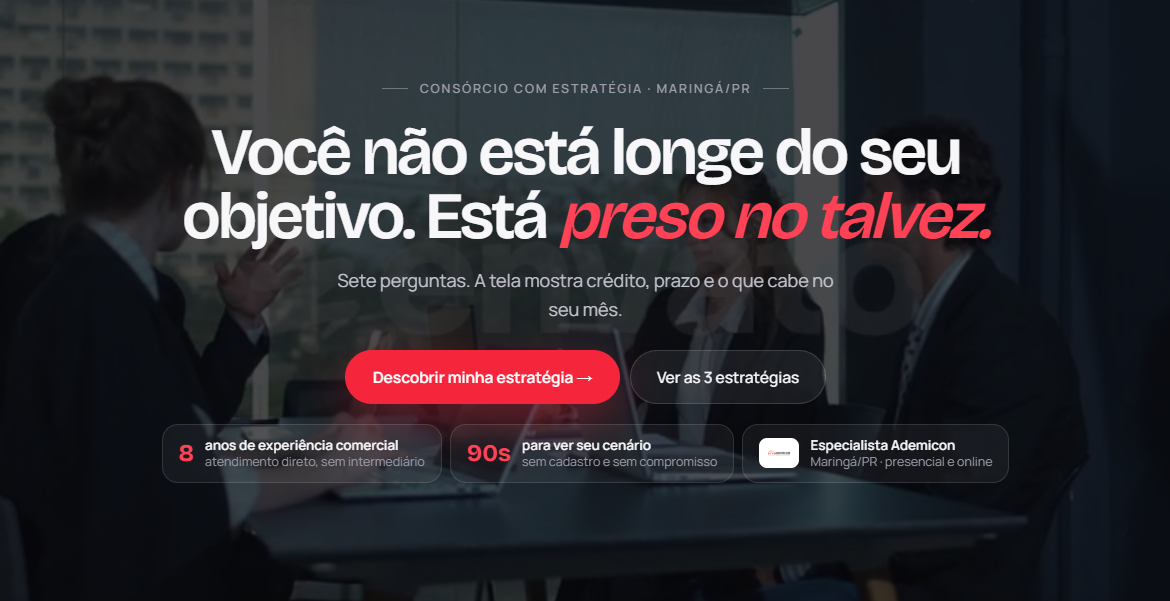 CONSÓRCIO COM ESTRATÉGIA · MARINGÁ/PR
Você não está longe do seu
objetivo. Está preso no talvez.
Sete perguntas. A tela mostra crédito, prazo e o que cabe no
seu mês.
Descobrir minha estratégia →
Ver as 3 estratégias
8
anos de experiência comercial
atendimento direto, sem intermediário
90s
para ver seu cenário
sem cadastro e sem compromisso
Especialista Ademicon
Maringá/PR · presencial e online
envato